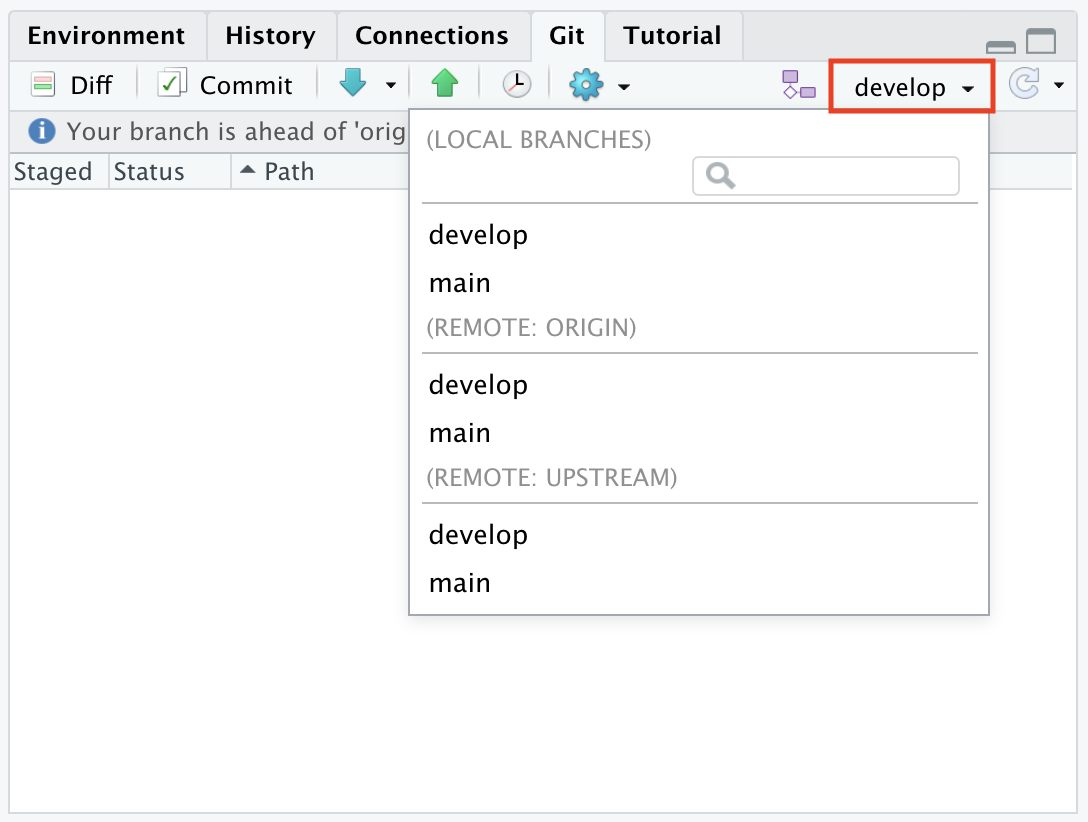 Environment History Connections Git Tutorial
Diff Commit develop
Your branch is ahead of 'orig
Staged Status Path
(LOCAL BRANCHES)
develop
main
(REMOTE: ORIGIN)
develop
main
(REMOTE: UPSTREAM)
develop
main